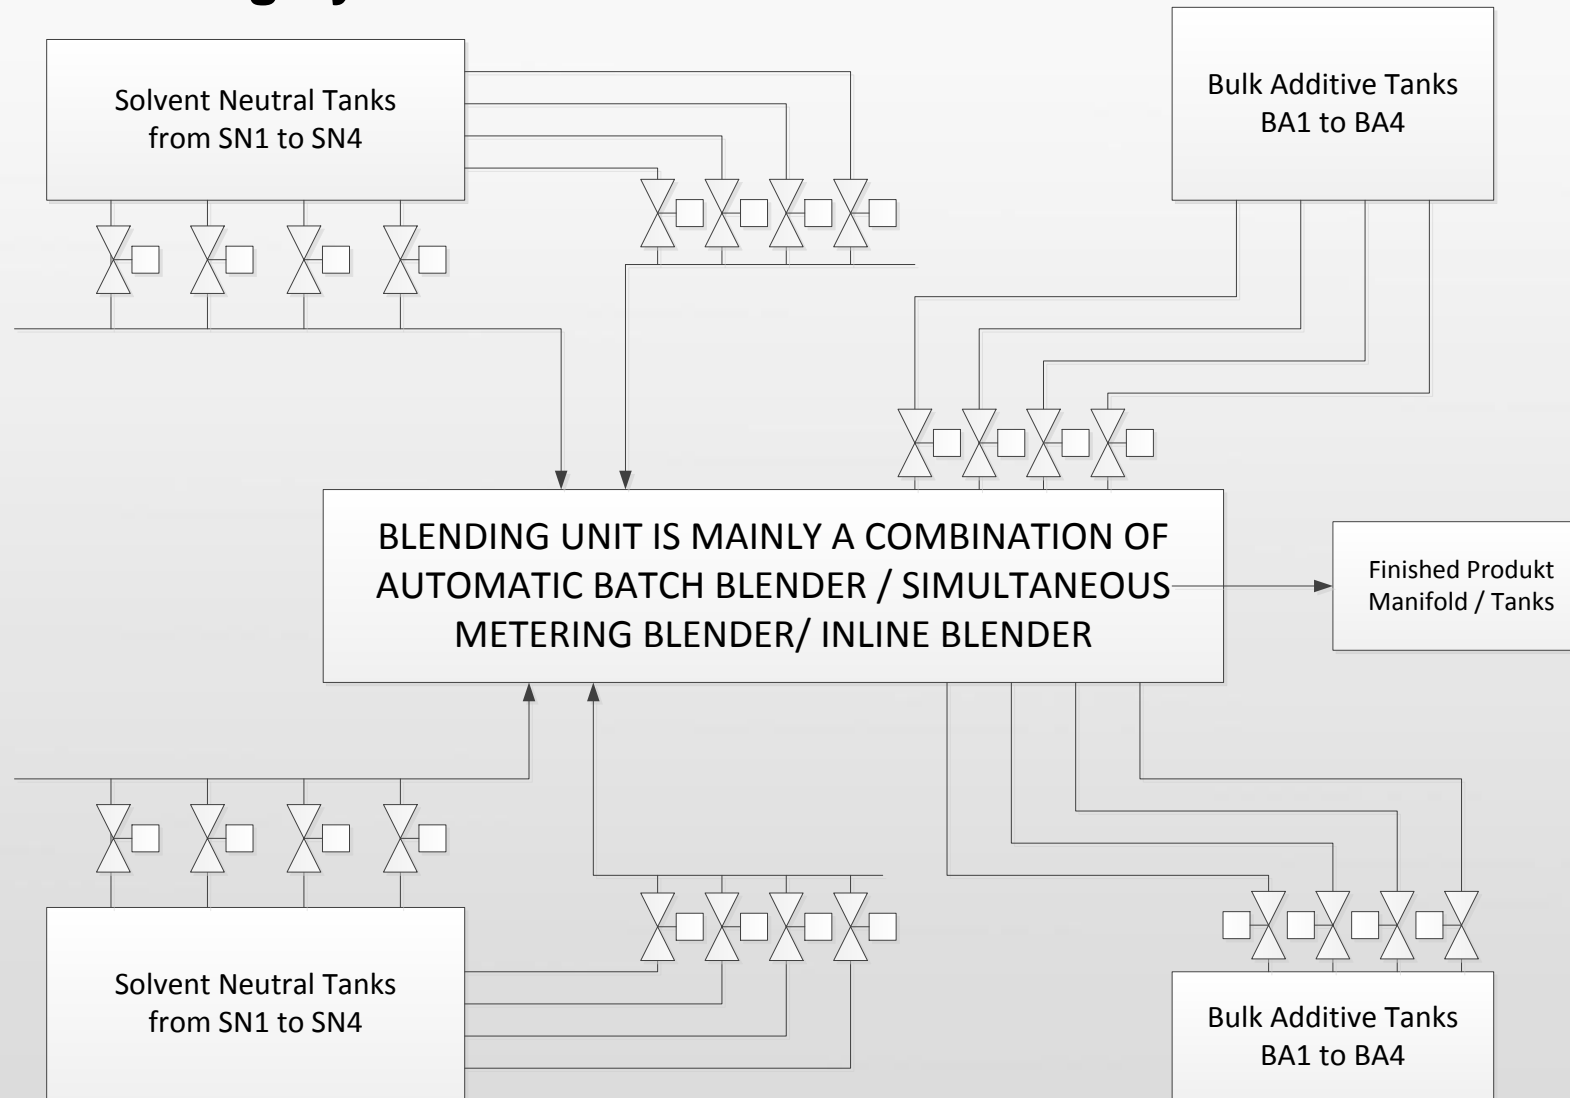 Solvent Neutral Tanks
from SN1 to SN4
Bulk Additive Tanks
BA1 to BA4
BLENDING UNIT IS MAINLY A COMBINATION OF
AUTOMATIC BATCH BLENDER / SIMULTANEOUS
METERING BLENDER/ INLINE BLENDER
Finished Produkt
Manifold / Tanks
Solvent Neutral Tanks
from SN1 to SN4
Bulk Additive Tanks
BA1 to BA4